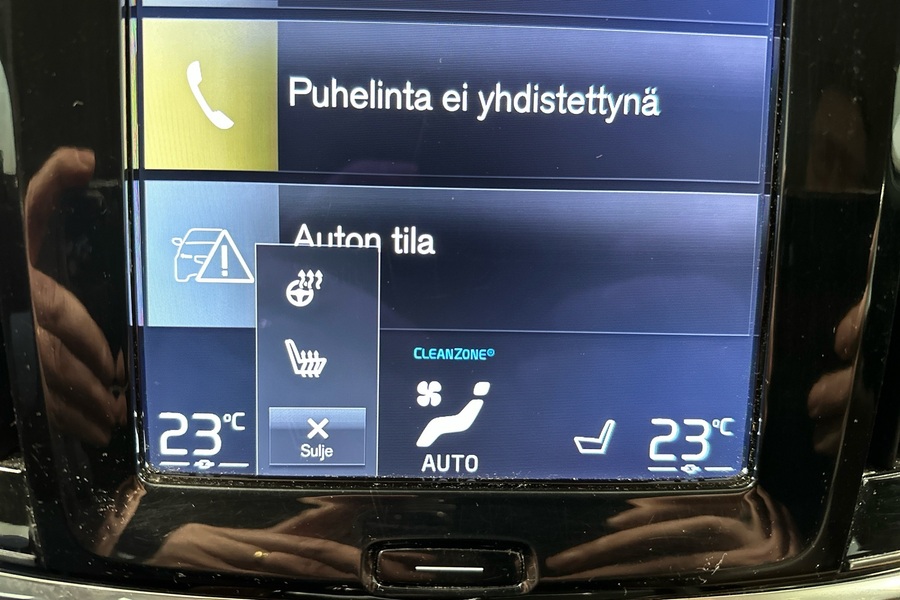 Puhelinta ei yhdistettynä
Auton tila
CLEANZONE®
23°C
Sulje
AUTO
23°C